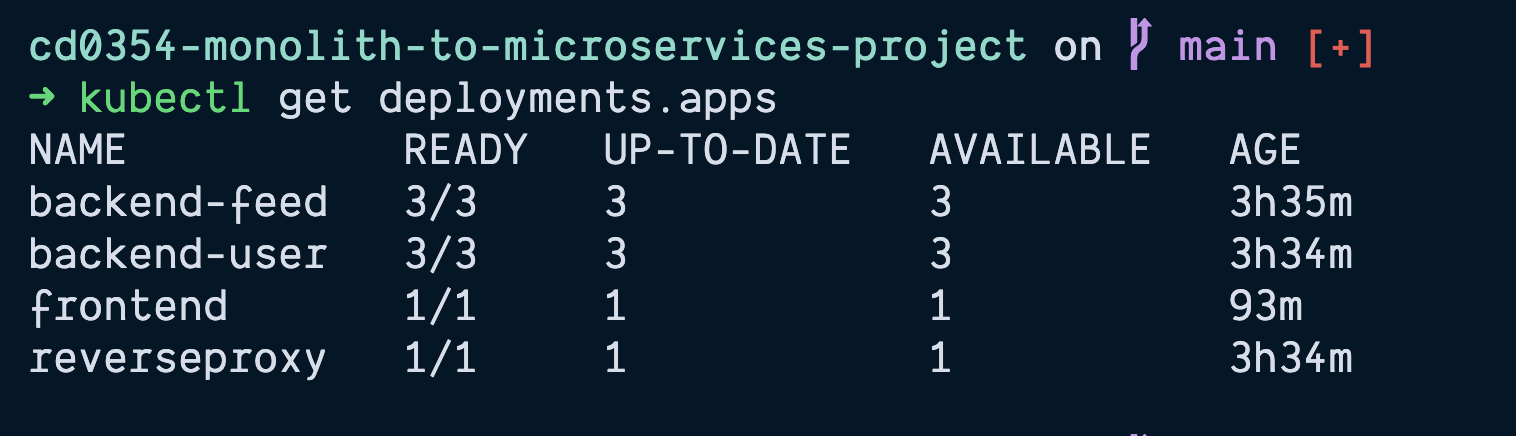 cd0354-monolith-to-microservices-project on main [+]
➜ kubectl get deployments.apps
NAME READY UP-TO-DATE AVAILABLE AGE
backend-feed 3/3 3 3 3h35m
backend-user 3/3 3 3 3h34m
frontend 1/1 1 1 93m
reverseproxy 1/1 1 1 3h34m